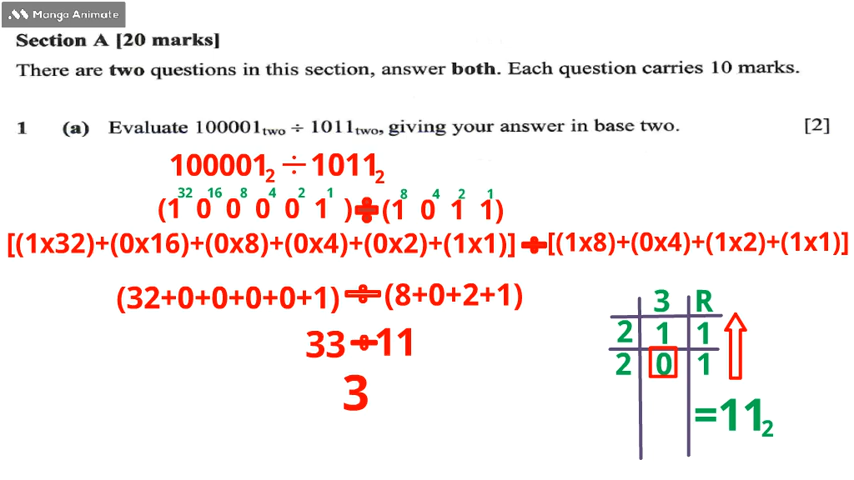 Manga Animate
Section A [20 marks]
There are two questions in this section, answer both. Each question carries 10 marks.
1 (a) Evaluate 100001two ÷ 1011two, giving your answer in base two. [2]
100001₂ ÷ 1011₂
32 16 8 4 2 1 8 4 2 1
(1 0 0 0 0 1 ) ÷ (1 0 1 1)
[(1x32)+(0x16)+(0x8)+(0x4)+(0x2)+(1x1)] ÷ [(1x8)+(0x4)+(1x2)+(1x1)]
(32+0+0+0+0+1) ÷ (8+0+2+1)
33 ÷ 11
3
3 R
2 1 1
2 0 1
=11₂